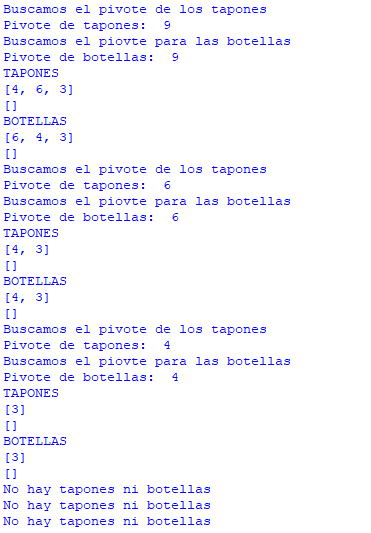 Buscamos el pivote de los tapones
Pivote de tapones:  9
Buscamos el piovte para las botellas
Pivote de botellas:  9
TAPONES
[4, 6, 3]
[]
BOTELLAS
[6, 4, 3]
[]
Buscamos el pivote de los tapones
Pivote de tapones:  6
Buscamos el piovte para las botellas
Pivote de botellas:  6
TAPONES
[4, 3]
[]
BOTELLAS
[4, 3]
[]
Buscamos el pivote de los tapones
Pivote de tapones:  4
Buscamos el piovte para las botellas
Pivote de botellas:  4
TAPONES
[3]
[]
BOTELLAS
[3]
[]
No hay tapones ni botellas
No hay tapones ni botellas
No hay tapones ni botellas